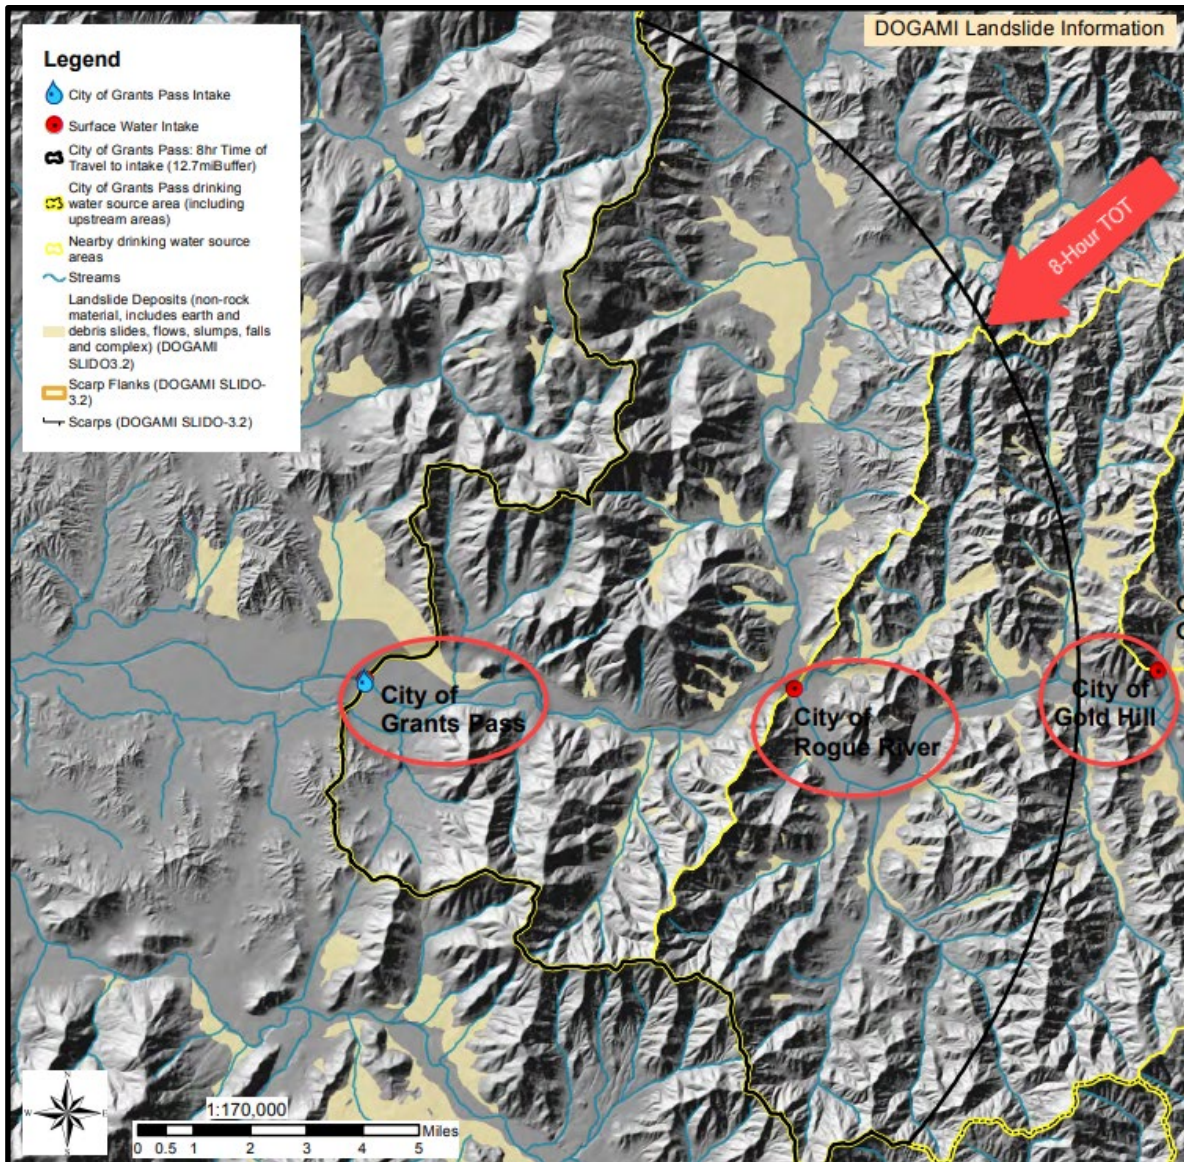 DOGAMI Landslide Information
Legend
City of Grants Pass Intake
Surface Water Intake
City of Grants Pass: 8hr Time of
Travel to intake (12.7miBuffer)
City of Grants Pass drinking
water source area (including
upstream areas)
Nearby drinking water source
areas
Streams
Landslide Deposits (non-rock
material, includes earth and
debris slides, flows, slumps, falls
and complex) (DOGAMI
SLIDO3.2)
Scarp Flanks (DOGAMI SLIDO-
3.2)
Scarps (DOGAMI SLIDO-3.2)
8-Hour TOT
City of
Grants Pass
City of
Rogue River
City of
Gold Hill
N
W
E
S
1:170,000
Miles
0 0.5 1 2 3 4 5